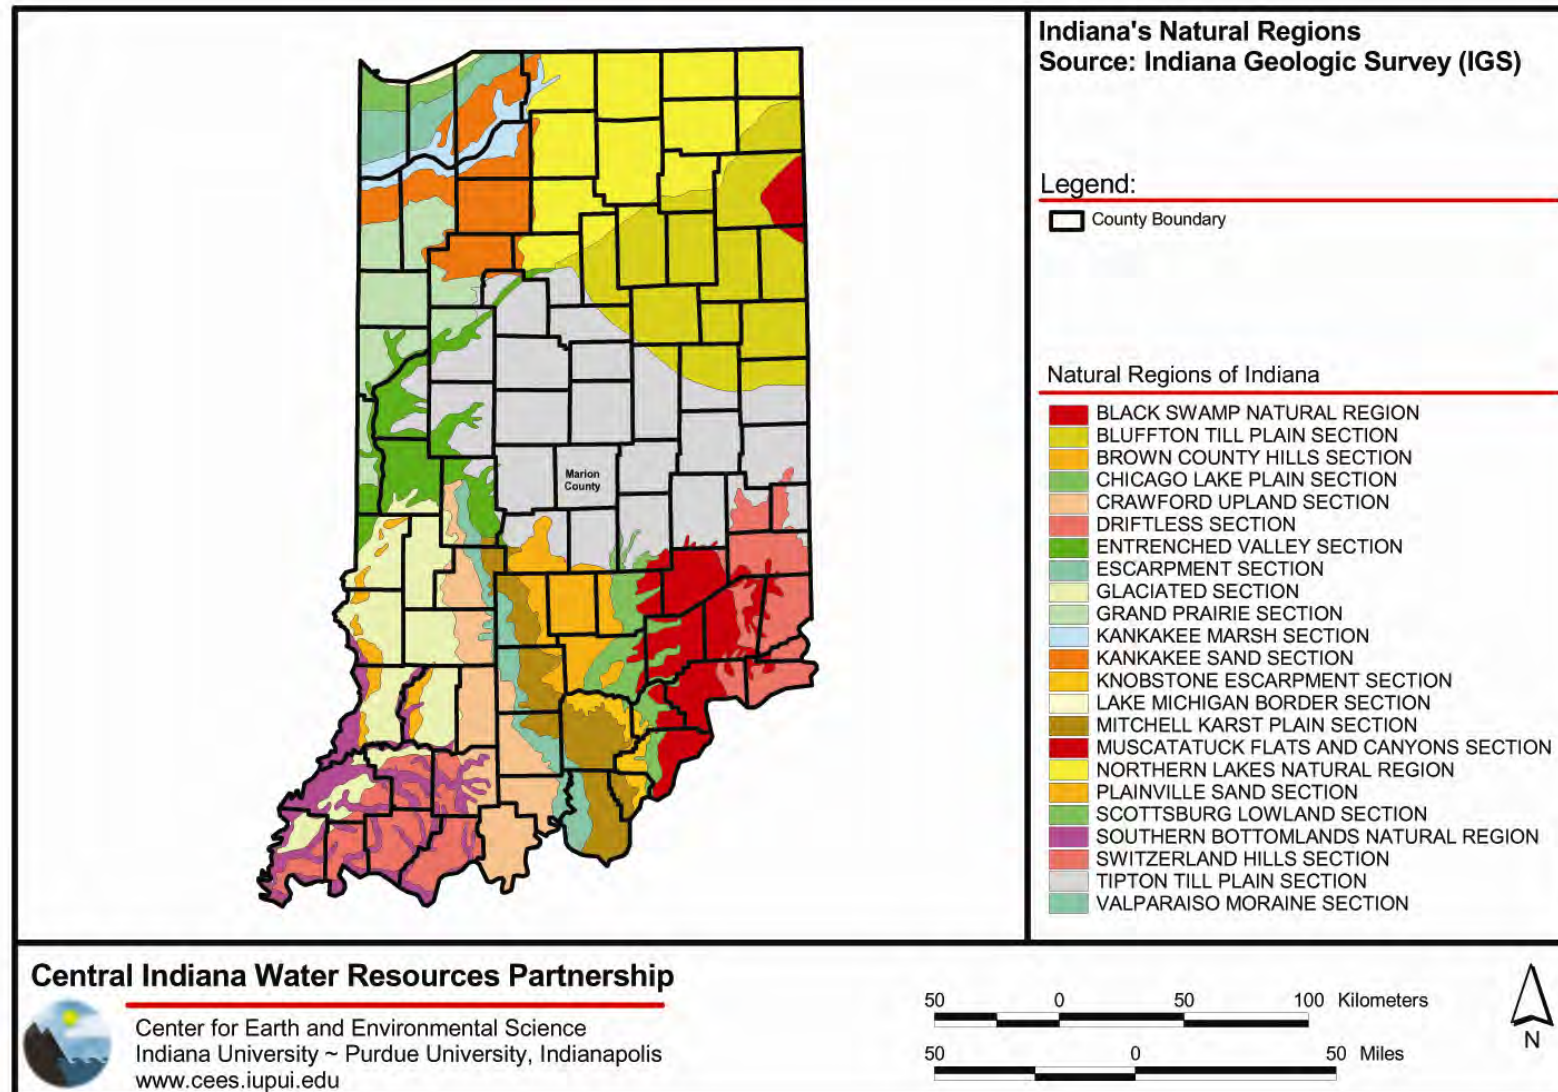 Indiana's Natural Regions
Source: Indiana Geologic Survey (IGS)
Legend:
County Boundary
Natural Regions of Indiana
BLACK SWAMP NATURAL REGION
BLUFFTON TILL PLAIN SECTION
BROWN COUNTY HILLS SECTION
CHICAGO LAKE PLAIN SECTION
CRAWFORD UPLAND SECTION
DRIFTLESS SECTION
ENTRENCHED VALLEY SECTION
ESCARPMENT SECTION
GLACIATED SECTION
GRAND PRAIRIE SECTION
KANKAKEE MARSH SECTION
KANKAKEE SAND SECTION
KNOBSTONE ESCARPMENT SECTION
LAKE MICHIGAN BORDER SECTION
MITCHELL KARST PLAIN SECTION
MUSCATATUCK FLATS AND CANYONS SECTION
NORTHERN LAKES NATURAL REGION
PLAINVILLE SAND SECTION
SCOTTSBURG LOWLAND SECTION
SOUTHERN BOTTOMLANDS NATURAL REGION
SWITZERLAND HILLS SECTION
TIPTON TILL PLAIN SECTION
VALPARAISO MORAINE SECTION
Marion
County
Central Indiana Water Resources Partnership
Center for Earth and Environmental Science
Indiana University ~ Purdue University, Indianapolis
www.cees.iupui.edu
50 0 50 100 Kilometers
50 0 50 Miles
N